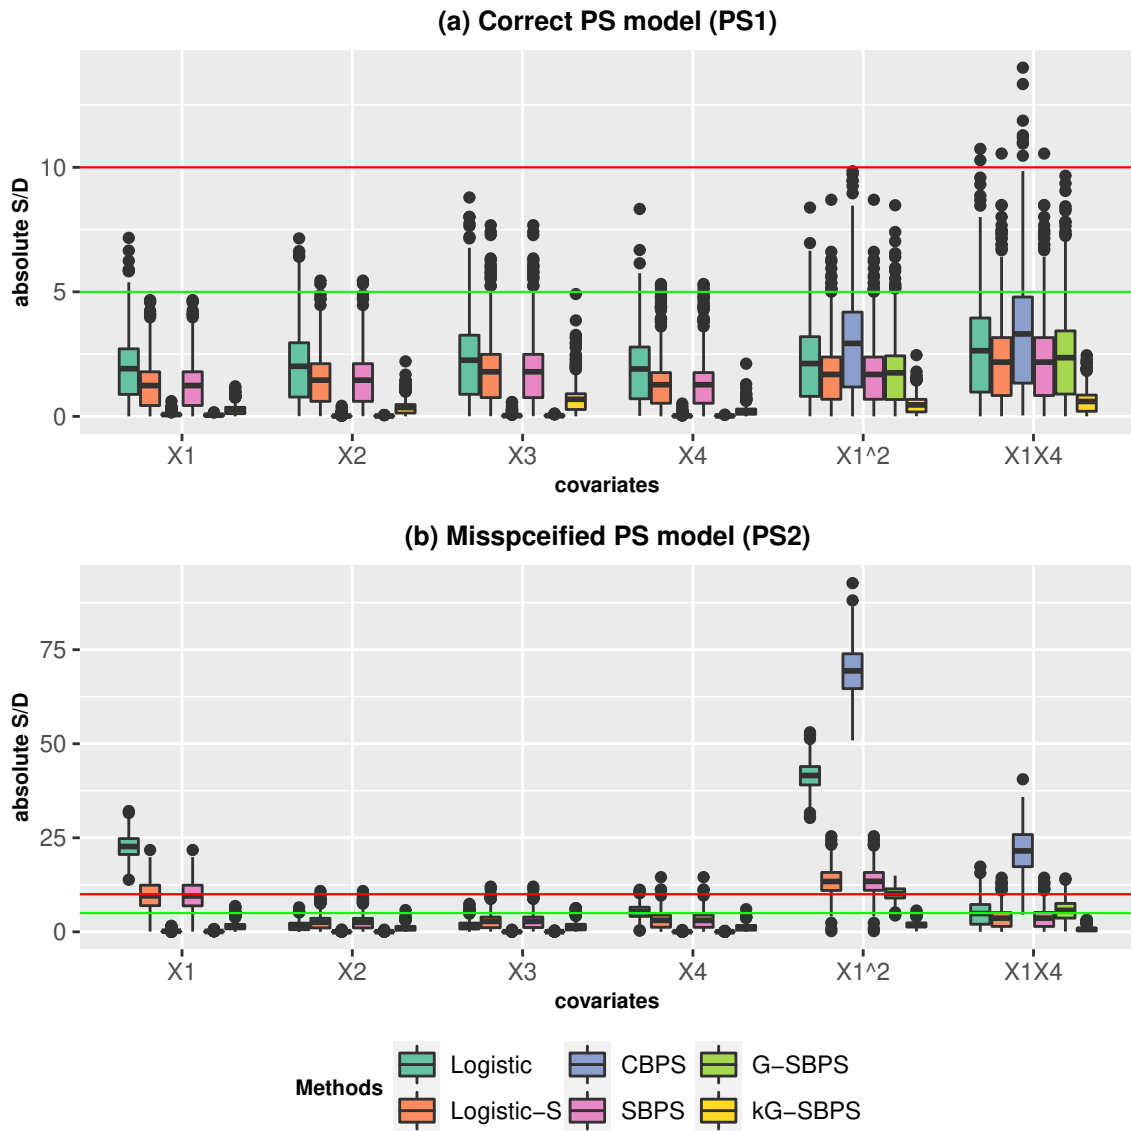 (a) Correct PS model (PS1)
absolute S/D
10
5
0
X1 X2 X3 X4 X1^2 X1X4
covariates
(b) Misspceified PS model (PS2)
absolute S/D
75
50
25
0
X1 X2 X3 X4 X1^2 X1X4
covariates
Methods
Logistic CBPS G−SBPS
Logistic−S SBPS kG−SBPS